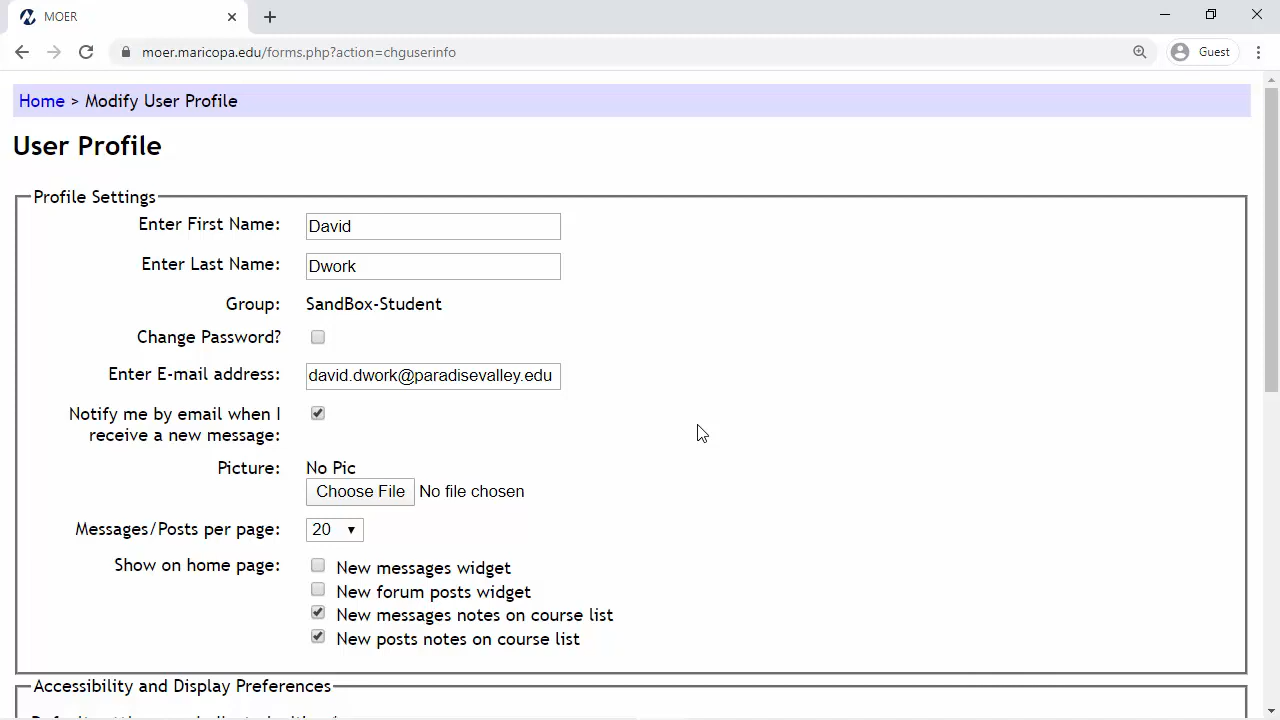 MOER
moer.maricopa.edu/forms.php?action=chguserinfo
Guest
Home > Modify User Profile
User Profile
Profile Settings
Enter First Name: David
Enter Last Name: Dwork
Group: SandBox-Student
Change Password?
Enter E-mail address: david.dwork@paradisevalley.edu
Notify me by email when I
receive a new message:
Picture: No Pic
Choose File No file chosen
Messages/Posts per page: 20
Show on home page: New messages widget
New forum posts widget
New messages notes on course list
New posts notes on course list
Accessibility and Display Preferences